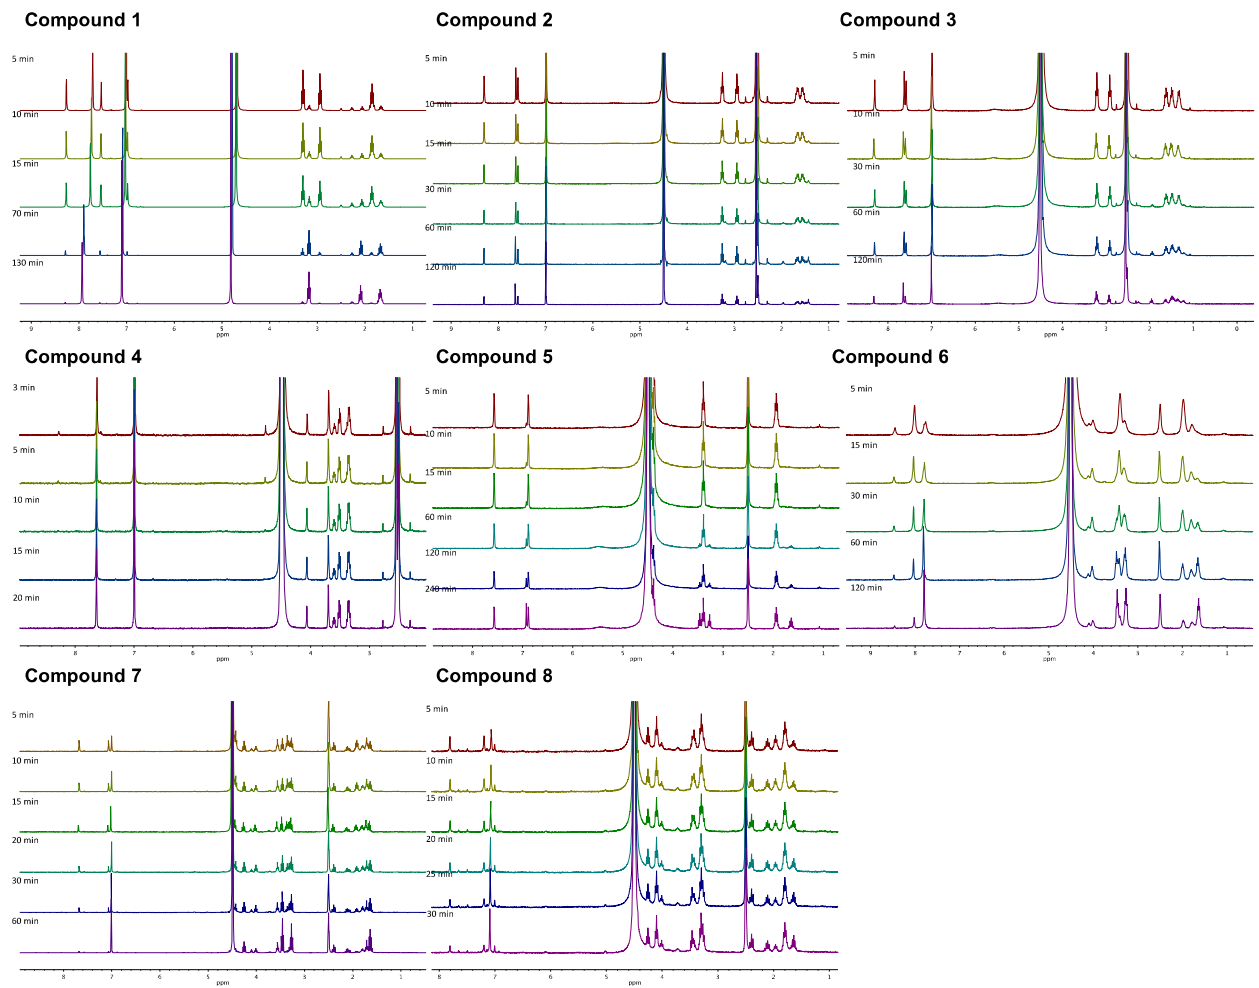 Compound 1
5 min
10 min
15 min
70 min
130 min
9 8 7 6 5 4 3 2 1
ppm
Compound 2
5 min
10 min
15 min
30 min
60 min
120 min
9 8 7 6 5 4 3 2 1
ppm
Compound 3
5 min
10 min
30 min
60 min
120min
8 7 6 5 4 3 2 1 0
ppm
Compound 4
3 min
5 min
10 min
15 min
20 min
8 7 6 5 4 3
ppm
Compound 5
5 min
10 min
15 min
60 min
120 min
240 min
8 7 6 5 4 3 2 1
ppm
Compound 6
5 min
15 min
30 min
60 min
120 min
9 8 7 6 5 4 3 2 1
ppm
Compound 7
5 min
10 min
15 min
20 min
30 min
60 min
8 7 6 5 4 3 2 1
ppm
Compound 8
5 min
10 min
15 min
20 min
25 min
30 min
8 7 6 5 4 3 2 1
ppm